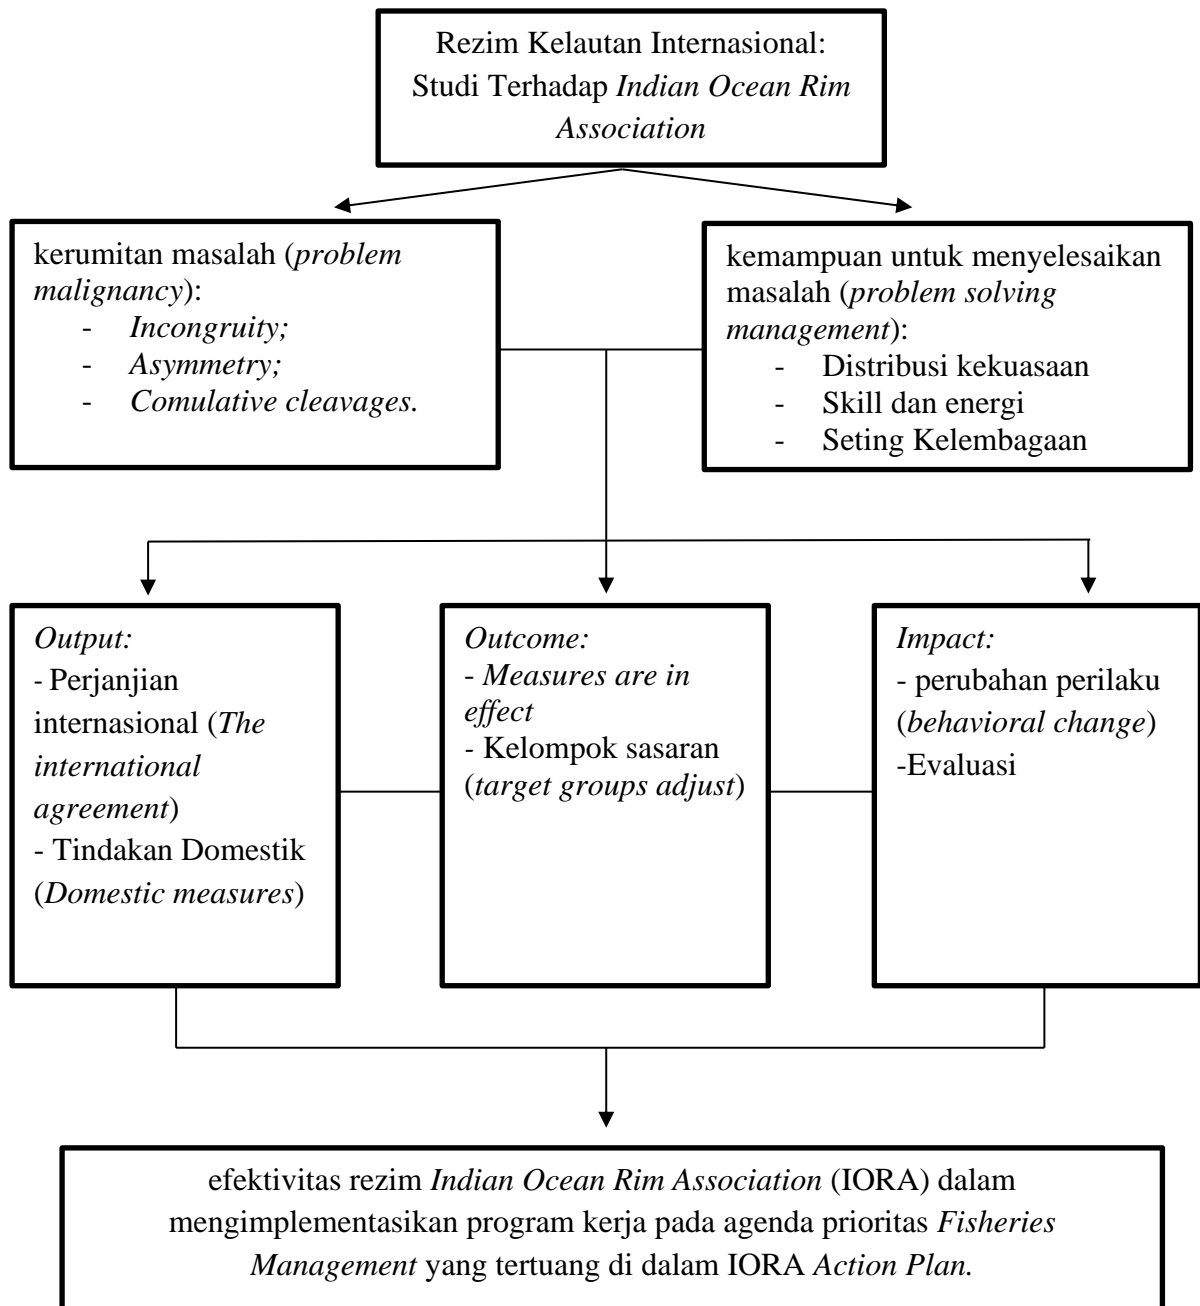 Rezim Kelautan Internasional:
Studi Terhadap Indian Ocean Rim
Association
kerumitan masalah (problem
malignancy):
- Incongruity;
- Asymmetry;
- Comulative cleavages.
kemampuan untuk menyelesaikan
masalah (problem solving
management):
- Distribusi kekuasaan
- Skill dan energi
- Seting Kelembagaan
Output:
- Perjanjian
internasional (The
international
agreement)
- Tindakan Domestik
(Domestic measures)
Outcome:
- Measures are in
effect
- Kelompok sasaran
(target groups adjust)
Impact:
- perubahan perilaku
(behavioral change)
-Evaluasi
efektivitas rezim Indian Ocean Rim Association (IORA) dalam
mengimplementasikan program kerja pada agenda prioritas Fisheries
Management yang tertuang di dalam IORA Action Plan.